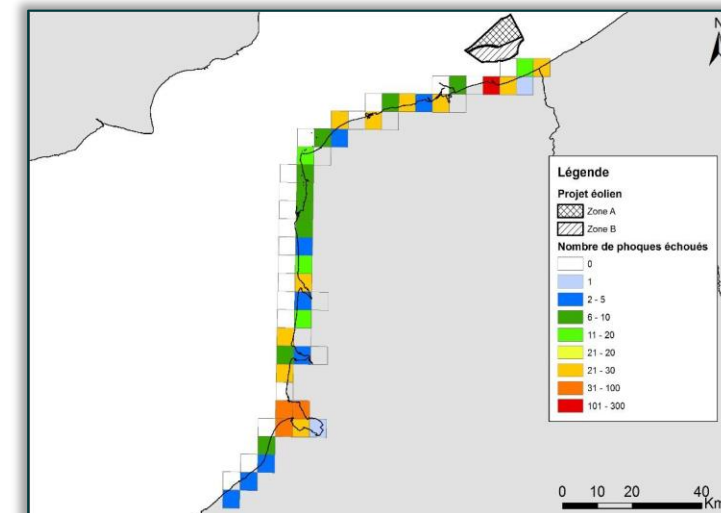 N
Légende
Projet éolien
Zone A
Zone B
Nombre de phoques échoués
0
1
2 - 5
6 - 10
11 - 20
21 - 20
21 - 30
31 - 100
101 - 300
0 10 20 40
Km